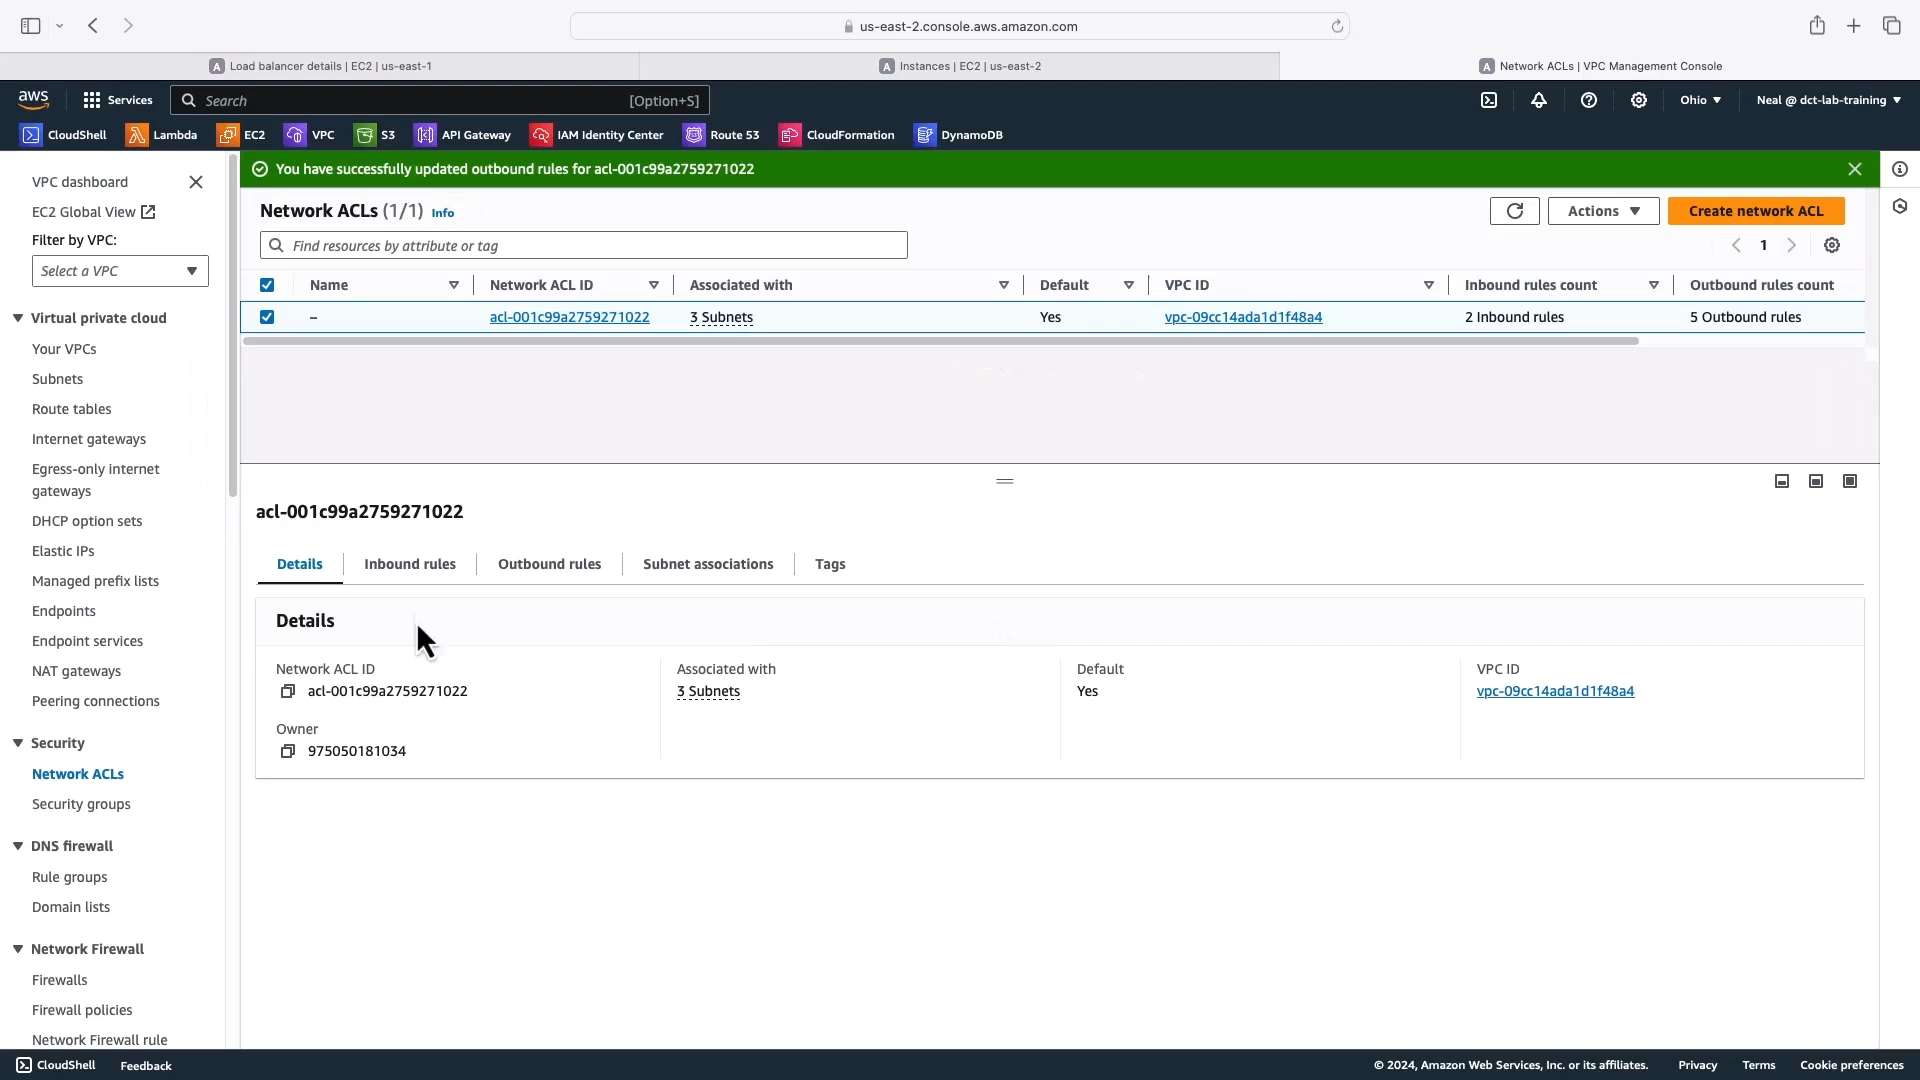 us-east-2.console.aws.amazon.com
Load balancer details | EC2 | us-east-1
Instances | EC2 | us-east-2
Network ACLs | VPC Management Console
aws
Services
Search
[Option+S]
Ohio
Neal @ dct-lab-training
CloudShell
Lambda
EC2
VPC
S3
API Gateway
IAM Identity Center
Route 53
CloudFormation
DynamoDB
VPC dashboard
EC2 Global View
Filter by VPC:
Select a VPC
Virtual private cloud
Your VPCs
Subnets
Route tables
Internet gateways
Egress-only internet
gateways
DHCP option sets
Elastic IPs
Managed prefix lists
Endpoints
Endpoint services
NAT gateways
Peering connections
Security
Network ACLs
Security groups
DNS firewall
Rule groups
Domain lists
Network Firewall
Firewalls
Firewall policies
Network Firewall rule
You have successfully updated outbound rules for acl-001c99a2759271022
Network ACLs (1/1) Info
Actions
Create network ACL
Find resources by attribute or tag
1
Name
Network ACL ID
Associated with
Default
VPC ID
Inbound rules count
Outbound rules count
–
acl-001c99a2759271022
3 Subnets
Yes
vpc-09cc14ada1d1f48a4
2 Inbound rules
5 Outbound rules
acl-001c99a2759271022
Details
Inbound rules
Outbound rules
Subnet associations
Tags
Details
Network ACL ID
acl-001c99a2759271022
Associated with
3 Subnets
Default
Yes
VPC ID
vpc-09cc14ada1d1f48a4
Owner
975050181034
CloudShell
Feedback
© 2024, Amazon Web Services, Inc. or its affiliates.
Privacy
Terms
Cookie preferences